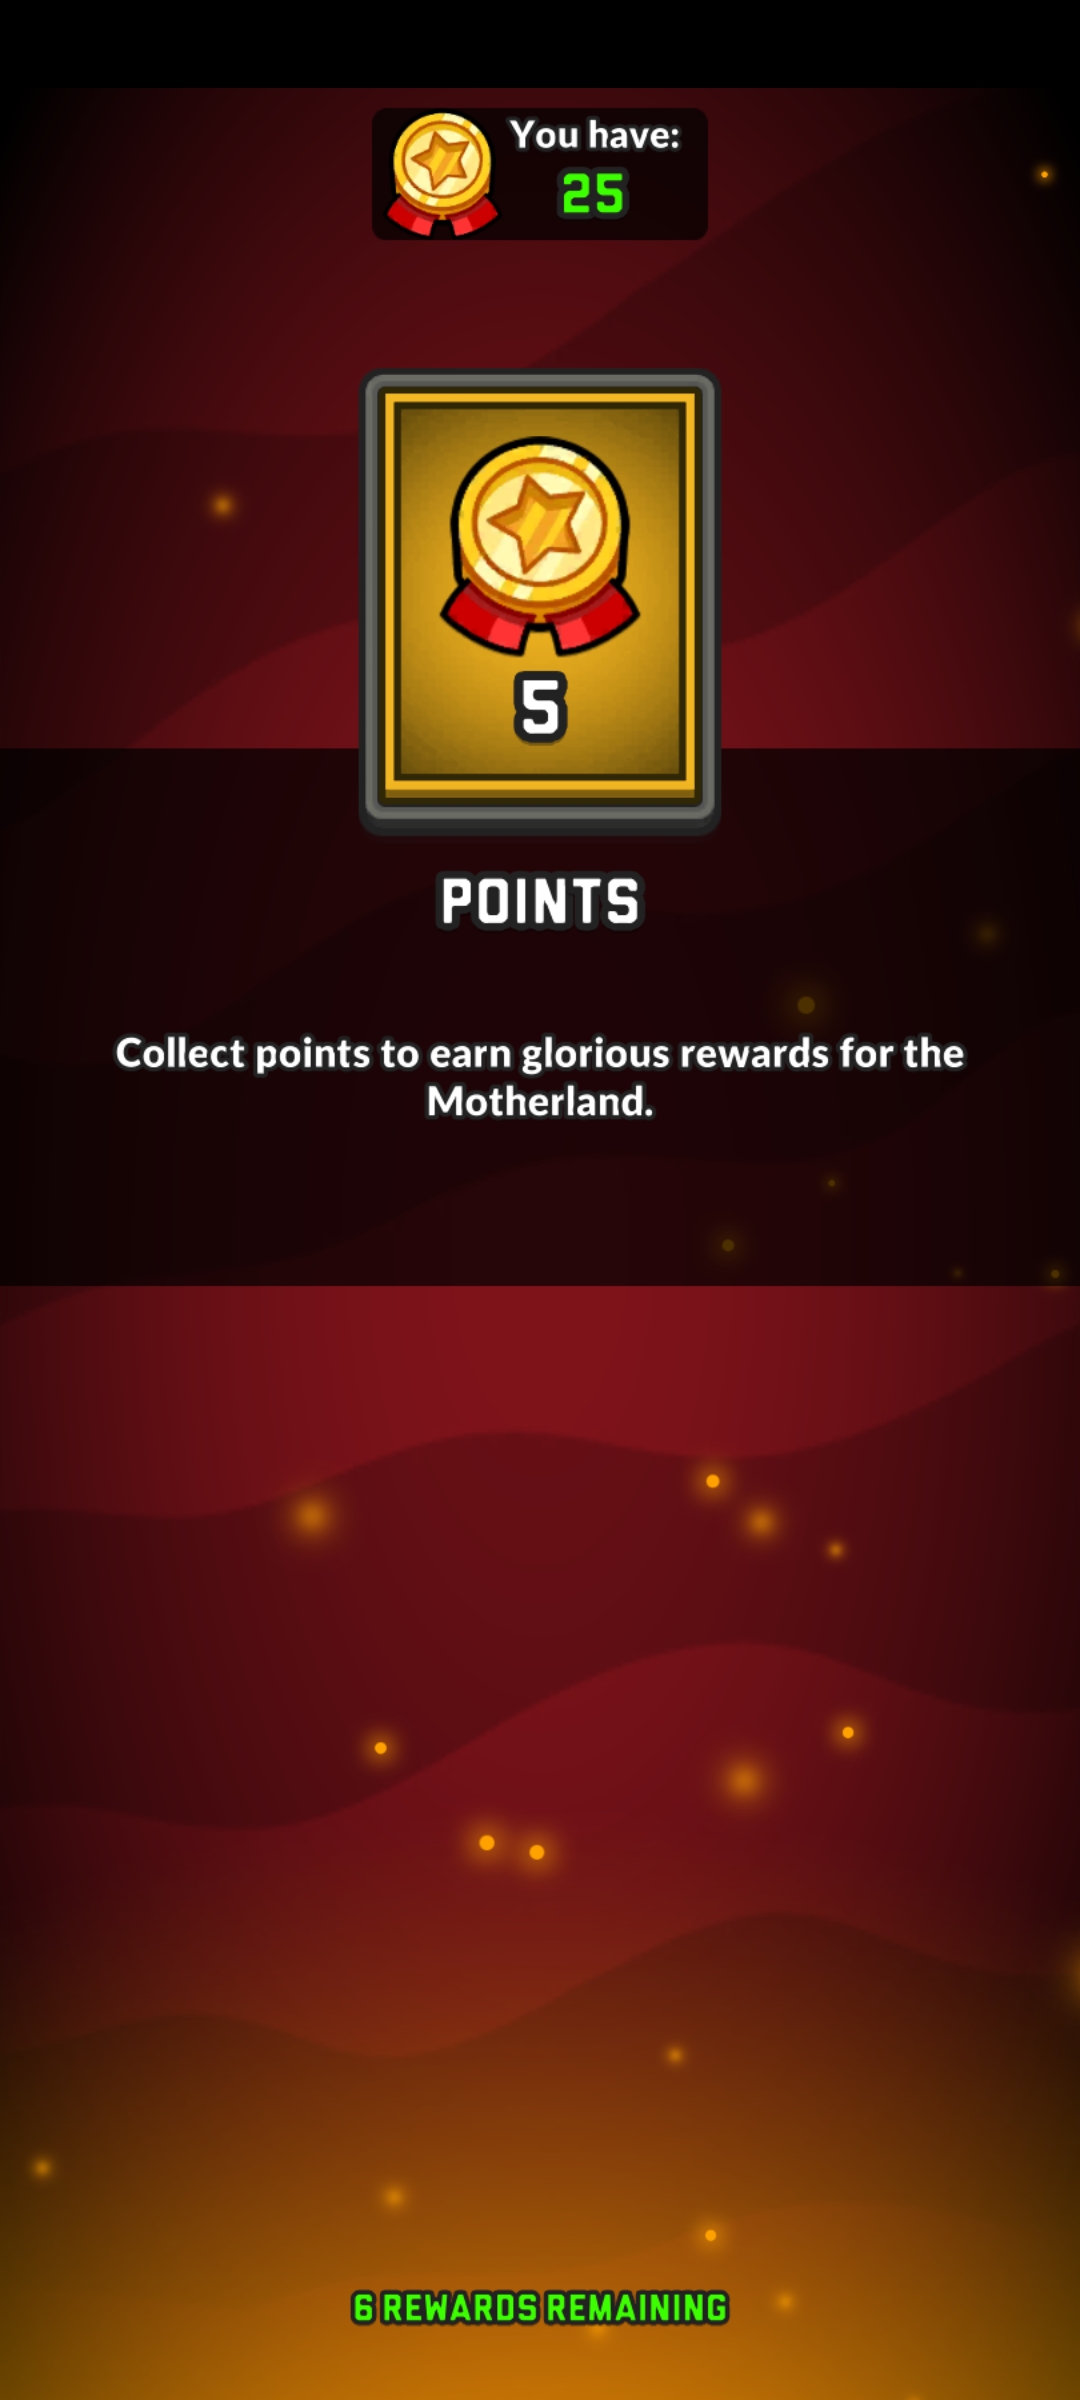 You have:
25
5
POINTS
Collect points to earn glorious rewards for the
Motherland.
6 REWARDS REMAINING